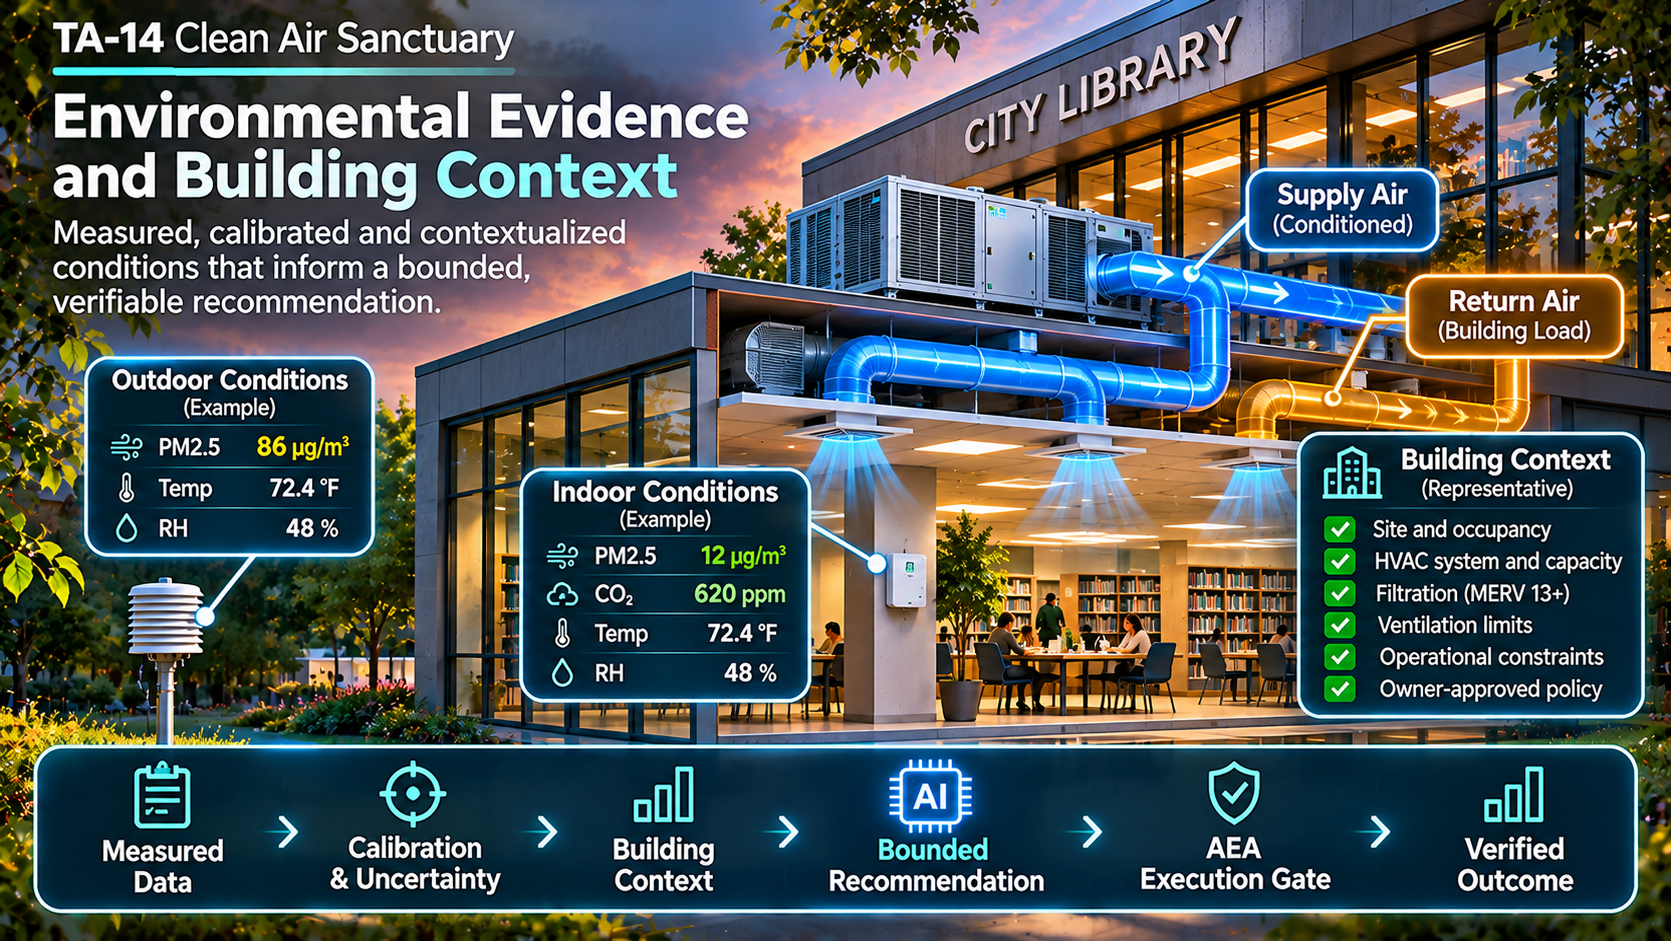 TA-14 Clean Air Sanctuary
Environmental Evidence
and Building Context
Measured, calibrated and contextualized
conditions that inform a bounded,
verifiable recommendation.
CITY LIBRARY
Supply Air
(Conditioned)
Return Air
(Building Load)
Outdoor Conditions
(Example)
PM2.5 86 µg/m³
Temp 72.4 °F
RH 48 %
Indoor Conditions
(Example)
PM2.5 12 µg/m³
CO₂ 620 ppm
Temp 72.4 °F
RH 48 %
Building Context
(Representative)
Site and occupancy
HVAC system and capacity
Filtration (MERV 13+)
Ventilation limits
Operational constraints
Owner-approved policy
Measured
Data
Calibration
& Uncertainty
Building
Context
AI
Bounded
Recommendation
AEA
Execution Gate
Verified
Outcome